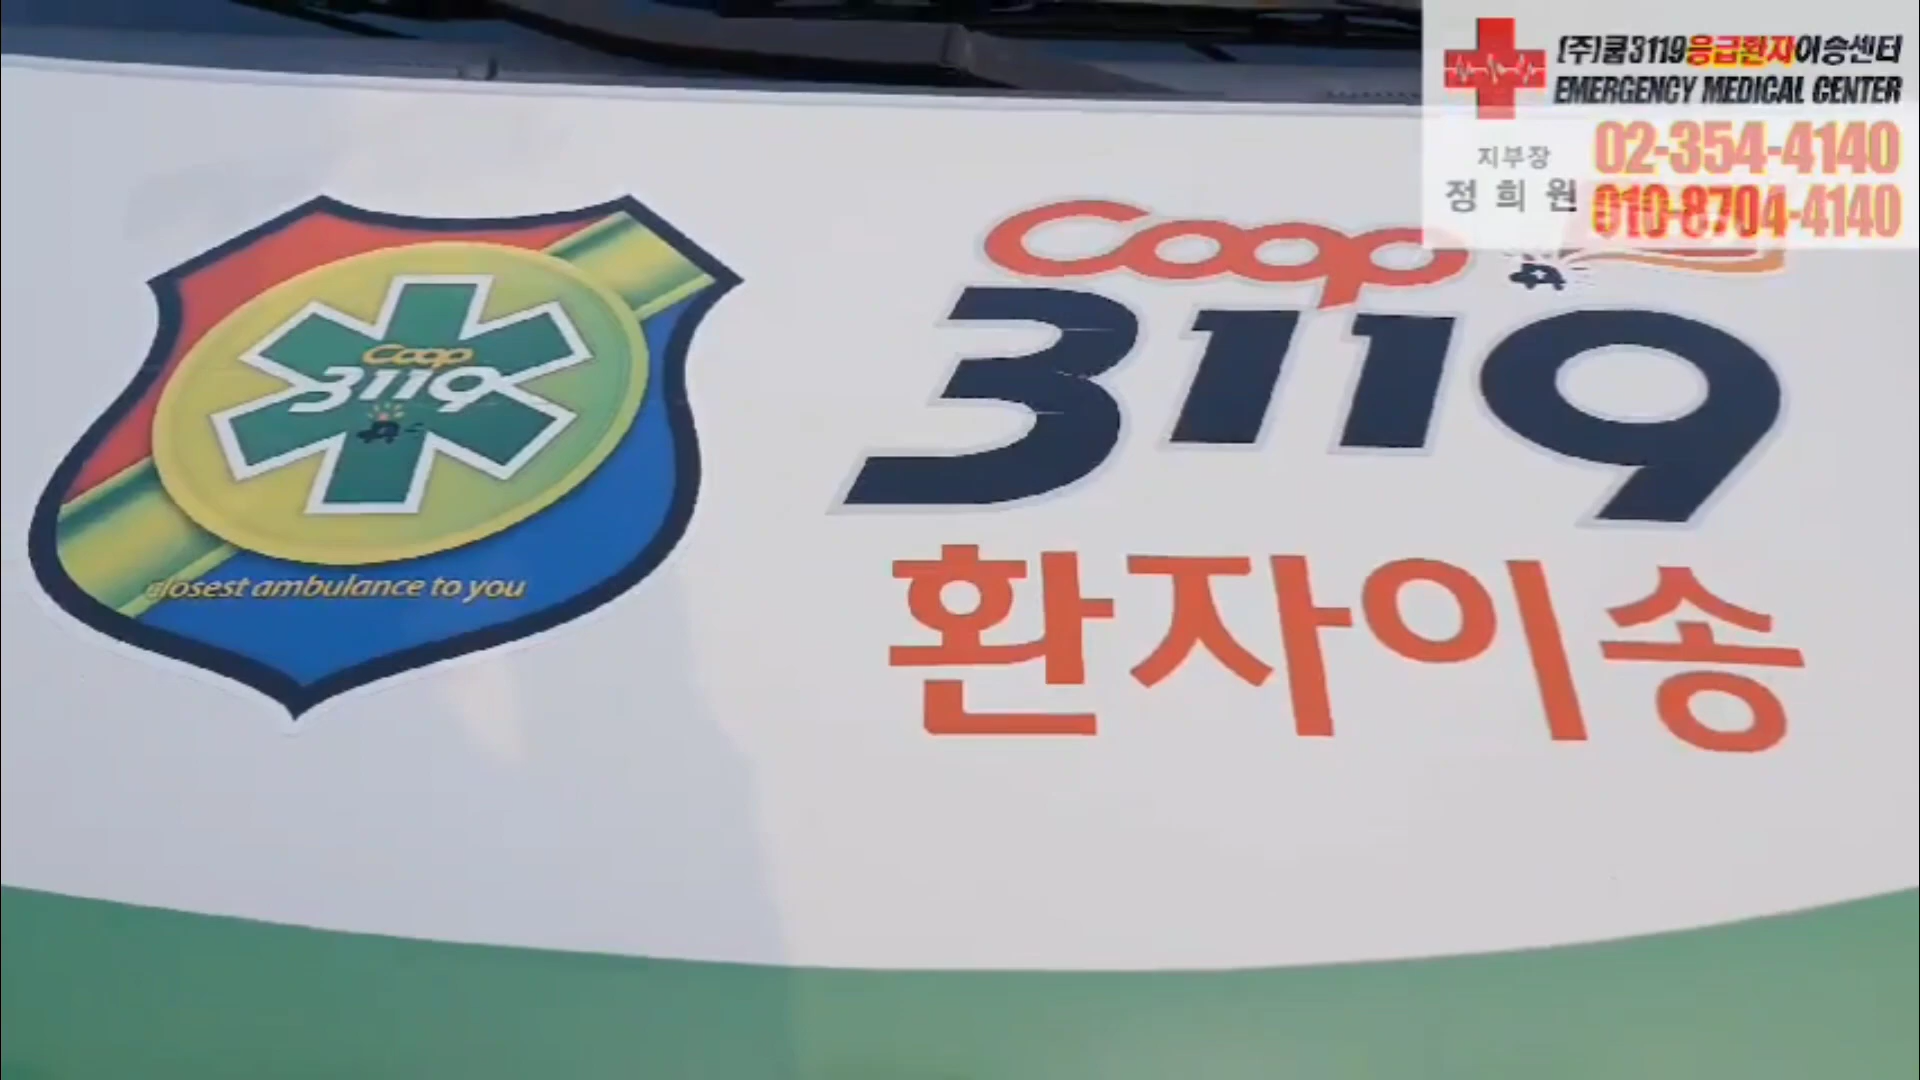 (주)쿱3119응급환자이송센터
EMERGENCY MEDICAL CENTER
지부장
정희원
02-354-4140
010-8704-4140
Coop
3119
환자이송
Coop
3119
closest ambulance to you